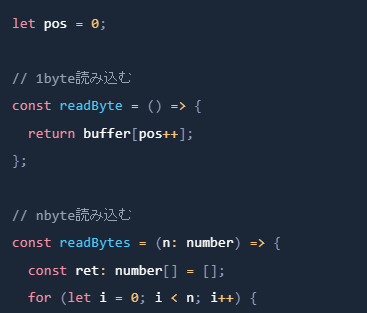 let pos = 0;
// 1byte読み込む
const readByte = () => {
  return buffer[pos++];
};
// nbyte読み込む
const readBytes = (n: number) => {
  const ret: number[] = [];
  for (let i = 0; i < n; i++) {